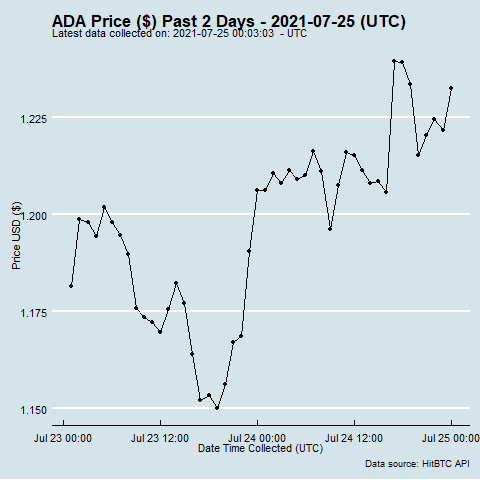 ADA Price ($) Past 2 Days - 2021-07-25 (UTC)
Latest data collected on: 2021-07-25 00:03:03 - UTC
1.225
1.200
1.175
1.150
Price USD ($)
Jul 23 00:00 Jul 23 12:00 Jul 24 00:00 Jul 24 12:00 Jul 25 00:00
Date Time Collected (UTC)
Data source: HitBTC API